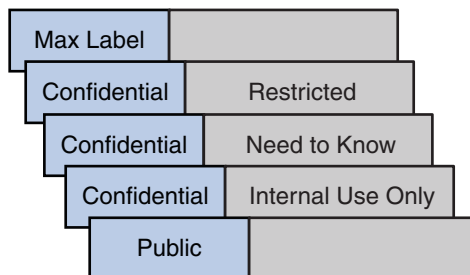 Max Label
Confidential Restricted
Confidential Need to Know
Confidential Internal Use Only
Public